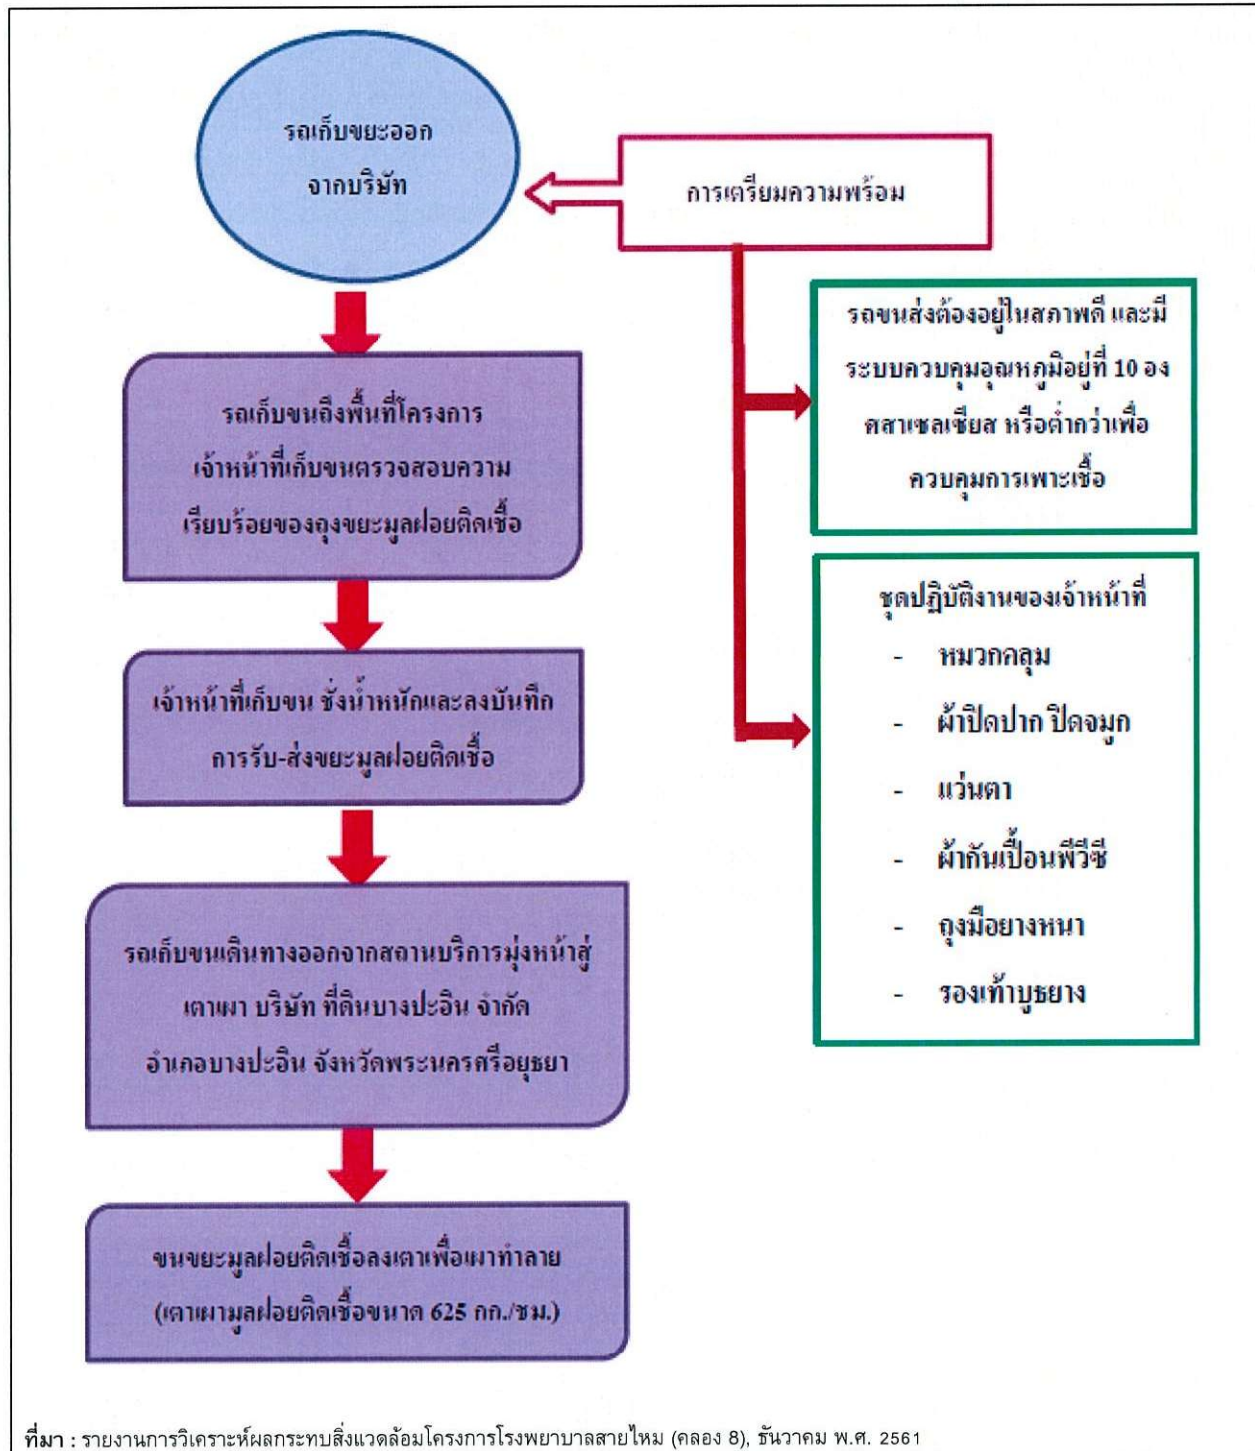 รถเก็บขยะออก
จากบริษัท
การเตรียมความพร้อม
รถขนส่งต้องอยู่ในสภาพดี และมี
ระบบควบคุมอุณหภูมิอยู่ที่ 10 อง
ศสาเซลเซียส หรือต่ำกว่าเพื่อ
ควบคุมการเพาะเชื้อ
รถเก็บขนถึงพื้นที่โครงการ
เจ้าหน้าที่เก็บขนตรวจสอบความ
เรียบร้อยของถุงขยะมูลฝอยติดเชื้อ
ชุดปฏิบัติงานของเจ้าหน้าที่
- หมวกคลุม
- ผ้าปิดปาก ปิดจมูก
- แว่นตา
- ผ้ากันเปื้อนพีวีซี
- ถุงมือยางหนา
- รองเท้าบูธยาง
เจ้าหน้าที่เก็บขน ชั่งน้ำหนักและลงบันทึก
การรับ-ส่งขยะมูลฝอยติดเชื้อ
รถเก็บขนเดินทางออกจากสถานบริการมุ่งหน้าสู่
เตาเผา บริษัท ที่ดินบางปะอิน จำกัด
อำเภอบางปะอิน จังหวัดพระนครศรีอยุธยา
ขนขยะมูลฝอยติดเชื้อลงเตาเพื่อเผาทำลาย
(เตาเผามูลฝอยติดเชื้อขนาด 625 กก./ชม.)
ที่มา : รายงานการวิเคราะห์ผลกระทบสิ่งแวดล้อมโครงการโรงพยาบาลสายไหม (คลอง 8), ธันวาคม พ.ศ. 2561